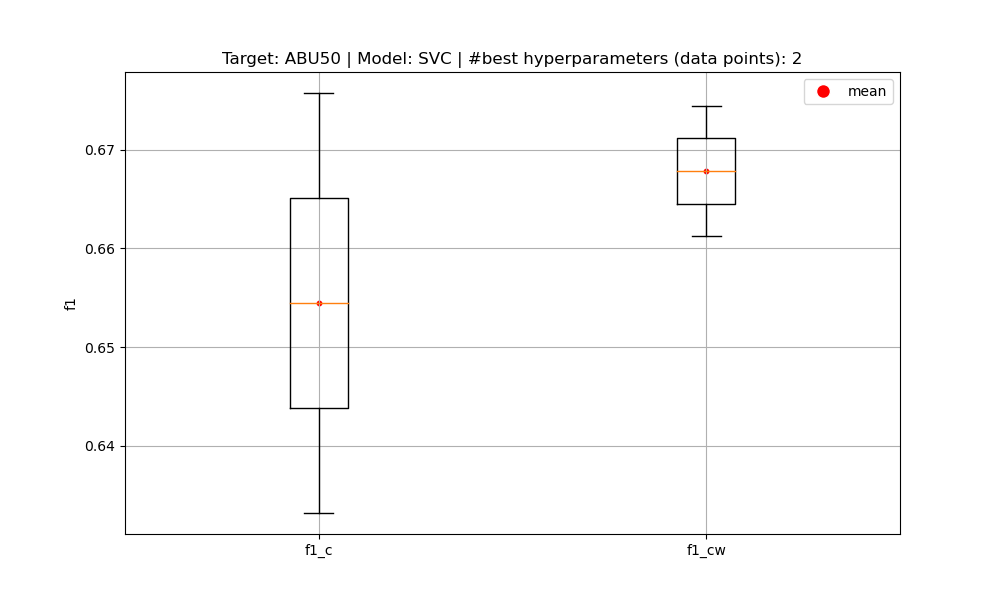 Target: ABU50 | Model: SVC | #best hyperparameters (data points): 2
mean
0.67
0.66
0.65
0.64
f1
f1_c
f1_cw